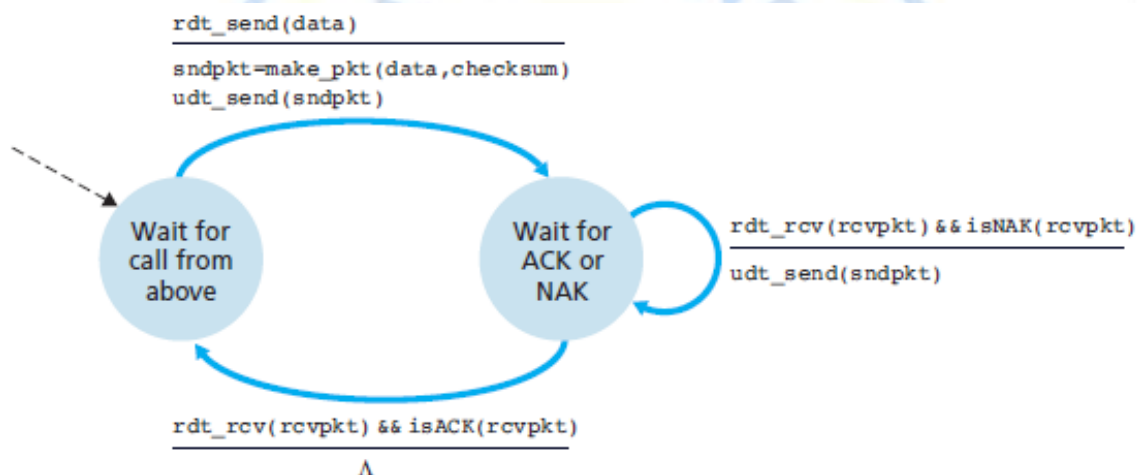 rdt_send(data)
sndpkt=make_pkt(data,checksum)
udt_send(sndpkt)
Wait for
call from
above
Wait for
ACK or
NAK
rdt_rcv(rcvpkt)&&isNAK(rcvpkt)
udt_send(sndpkt)
rdt_rcv(rcvpkt)&&isACK(rcvpkt)
Λ